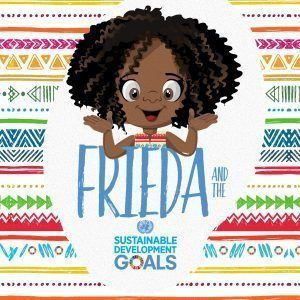 FRIEDA
AND
THE
SUSTAINABLE
DEVELOPMENT
GOALS